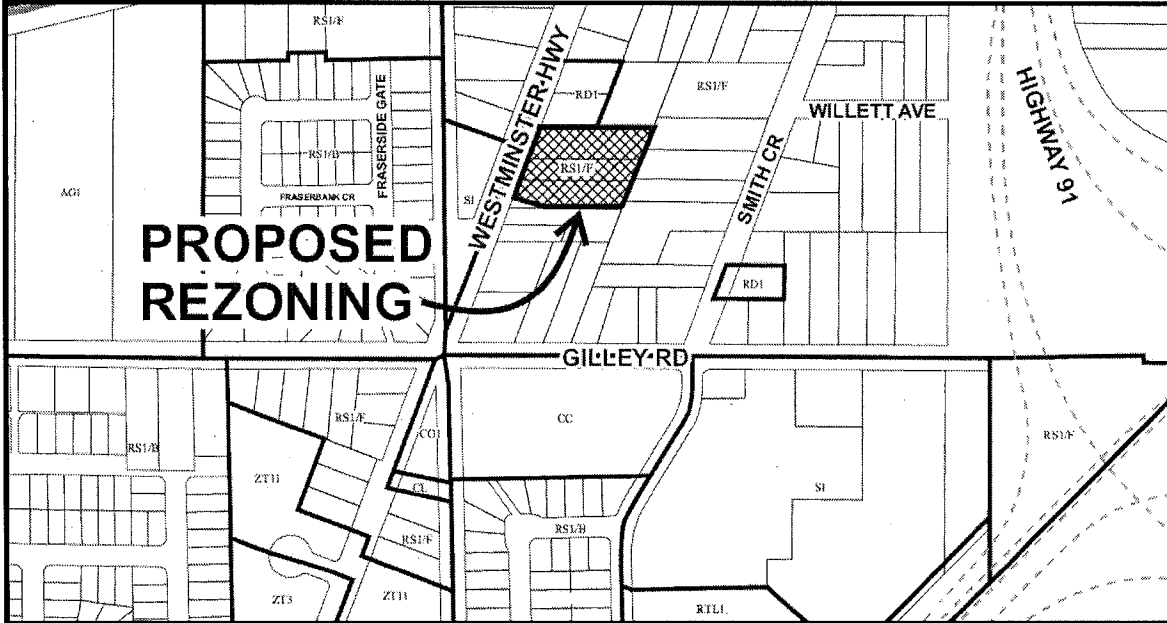 RS1/F
WESTMINSTER HWY
RD1
RS1/F
HIGHWAY 91
WILLETT AVE
FRASERSIDE GATE
RS1/B
AG1
RS1/F
FRASERBANK CR
SI
SMITH CR
PROPOSED
REZONING
RD1
GILLEY RD
RS1/F
CG1
CC
RS1/F
RS1/B
ZT11
CL
SI
RS1/B
RS1/F
ZT3
ZT11
RTL1